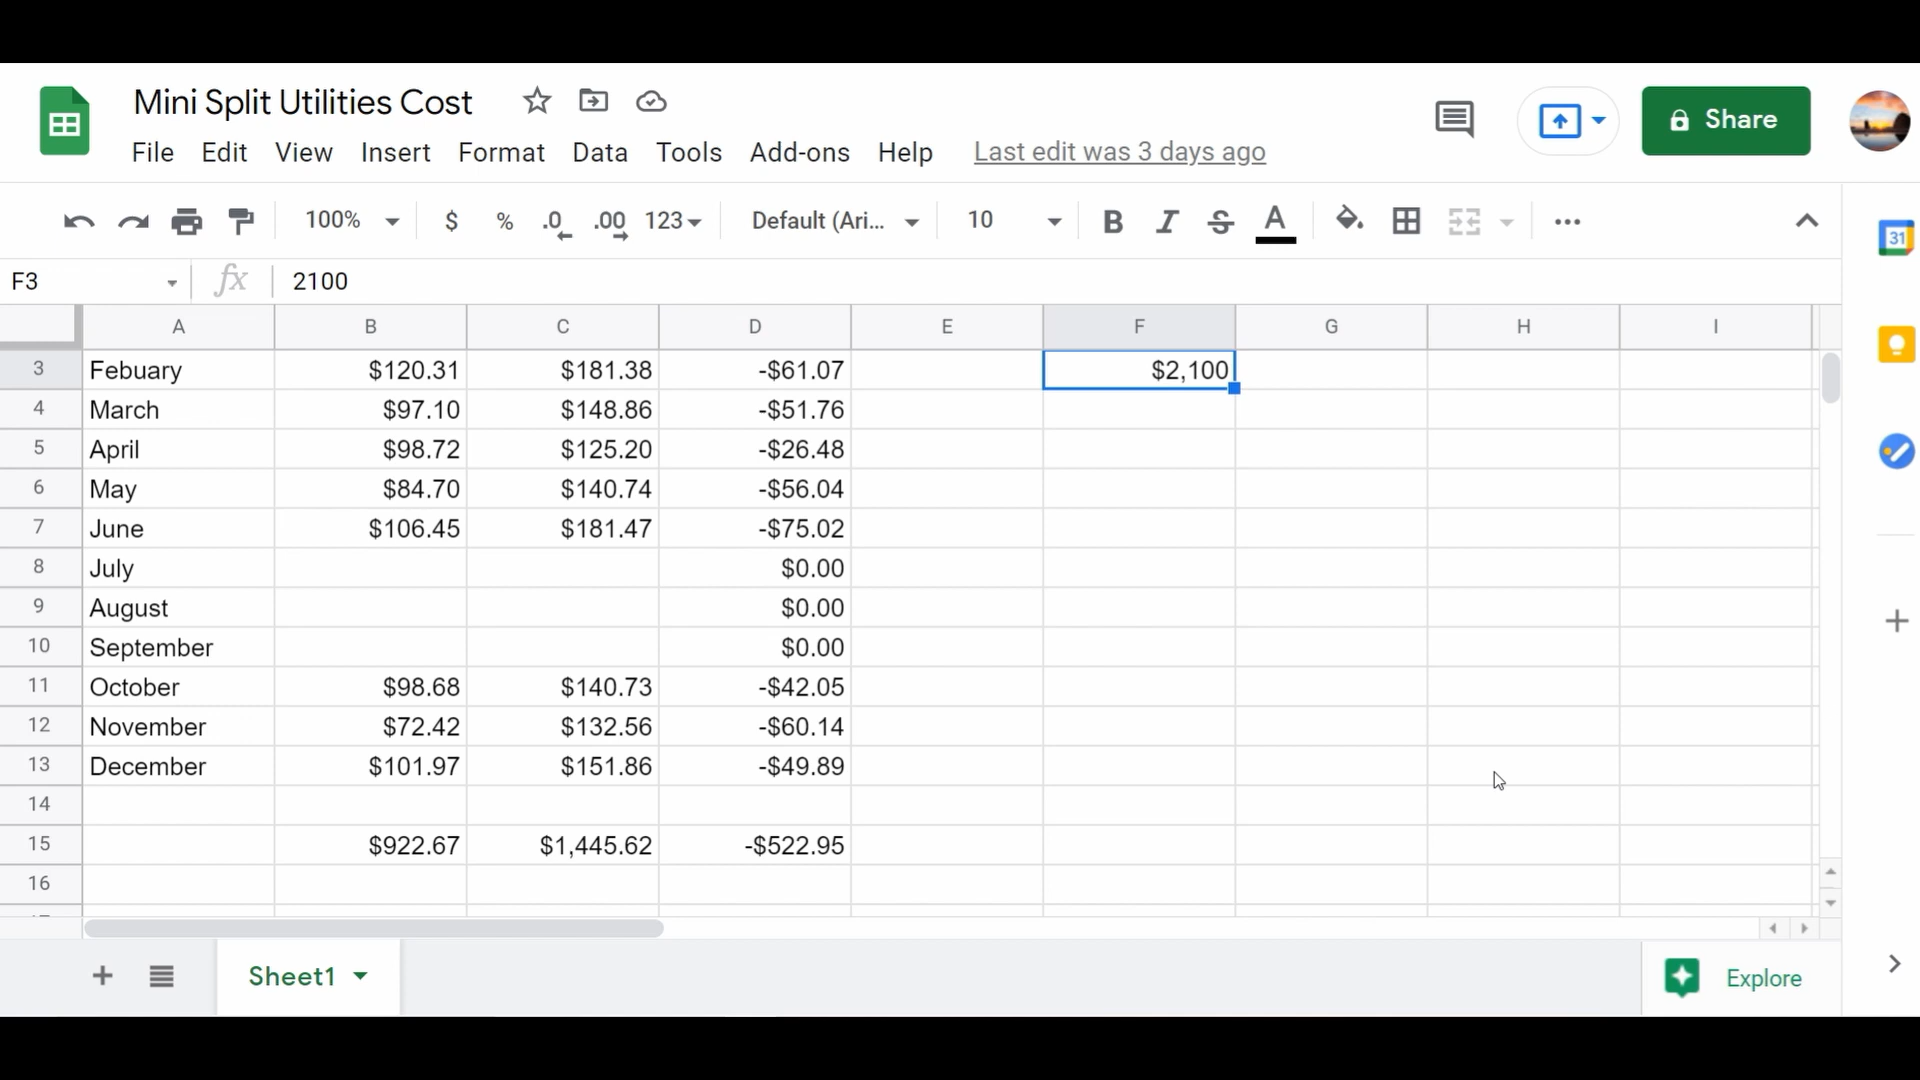 Mini Split Utilities Cost
File Edit View Insert Format Data Tools Add-ons Help Last edit was 3 days ago
Share
100% $ % .0 .00 123 Default (Ari... 10 B I S A ...
31
F3 fx 2100
A B C D E F G H I
3 Febuary $120.31 $181.38 -$61.07 $2,100
4 March $97.10 $148.86 -$51.76
5 April $98.72 $125.20 -$26.48
6 May $84.70 $140.74 -$56.04
7 June $106.45 $181.47 -$75.02
8 July $0.00
9 August $0.00
10 September $0.00
11 October $98.68 $140.73 -$42.05
12 November $72.42 $132.56 -$60.14
13 December $101.97 $151.86 -$49.89
14
15 $922.67 $1,445.62 -$522.95
16
Sheet1
Explore